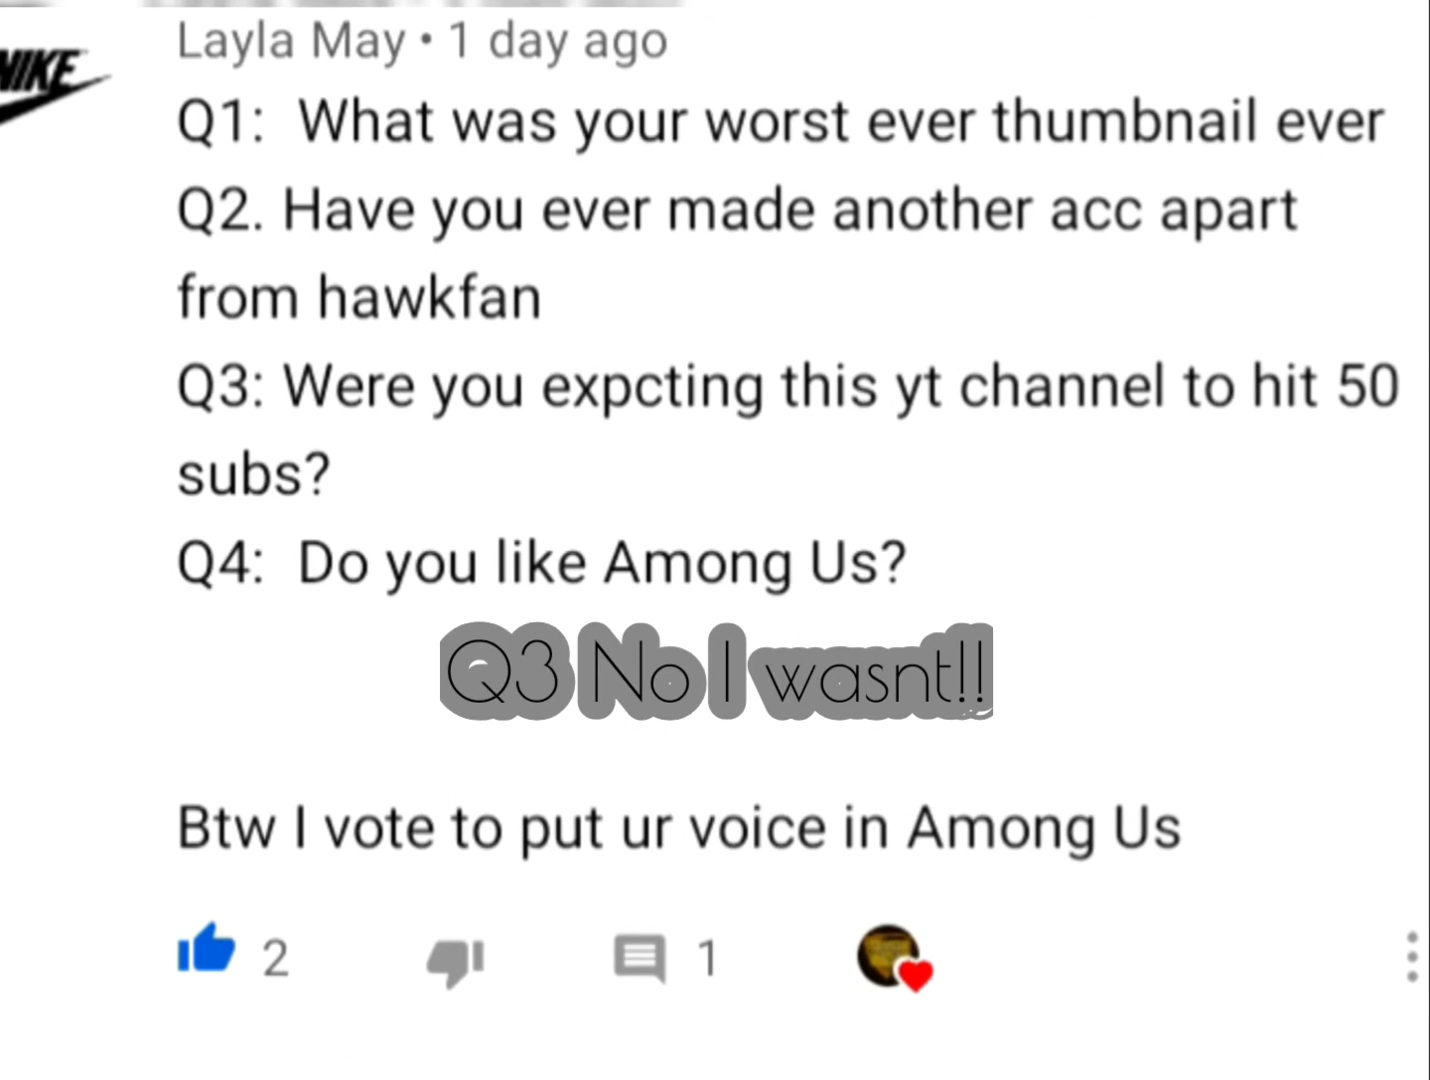 NIKE
Layla May • 1 day ago
Q1: What was your worst ever thumbnail ever
Q2. Have you ever made another acc apart
from hawkfan
Q3: Were you expcting this yt channel to hit 50
subs?
Q4: Do you like Among Us?
Q3 No I wasnt!!
Btw I vote to put ur voice in Among Us
2 1